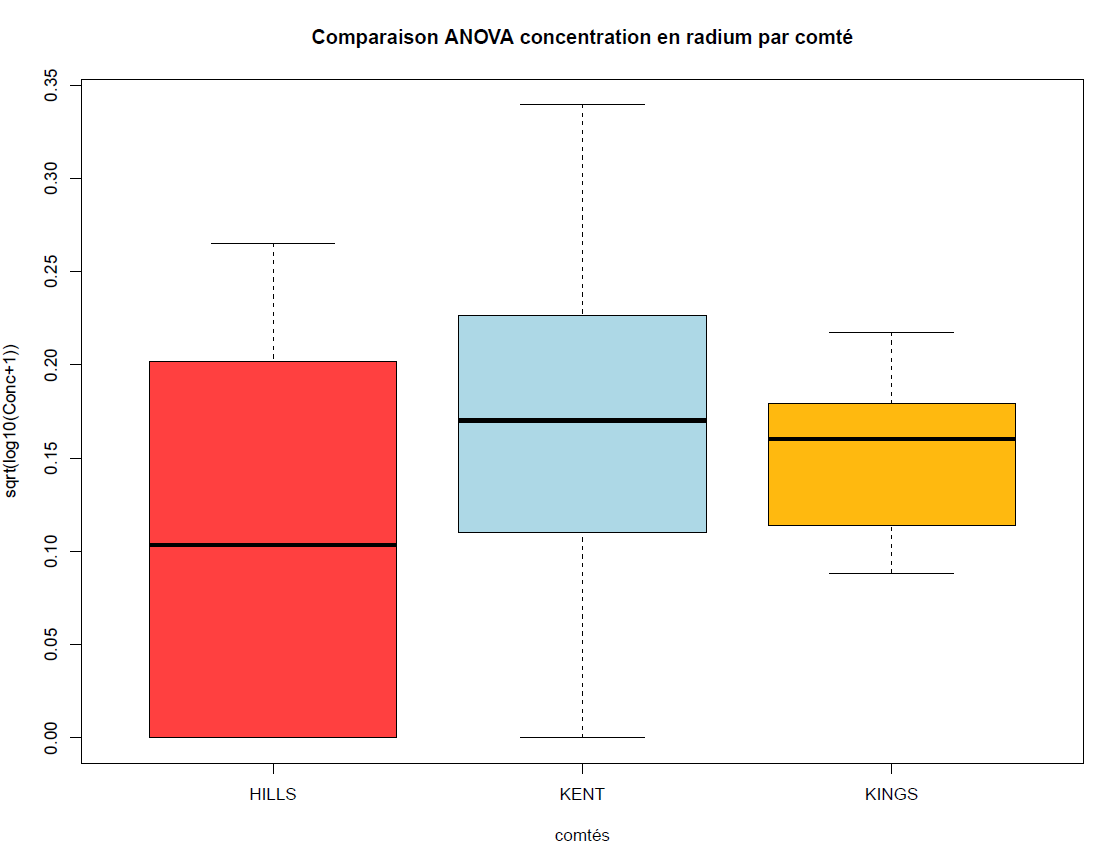 Comparaison ANOVA concentration en radium par comté
sqrt(log10(Conc+1))
0.35
0.30
0.25
0.20
0.15
0.10
0.05
0.00
HILLS
KENT
KINGS
comtés